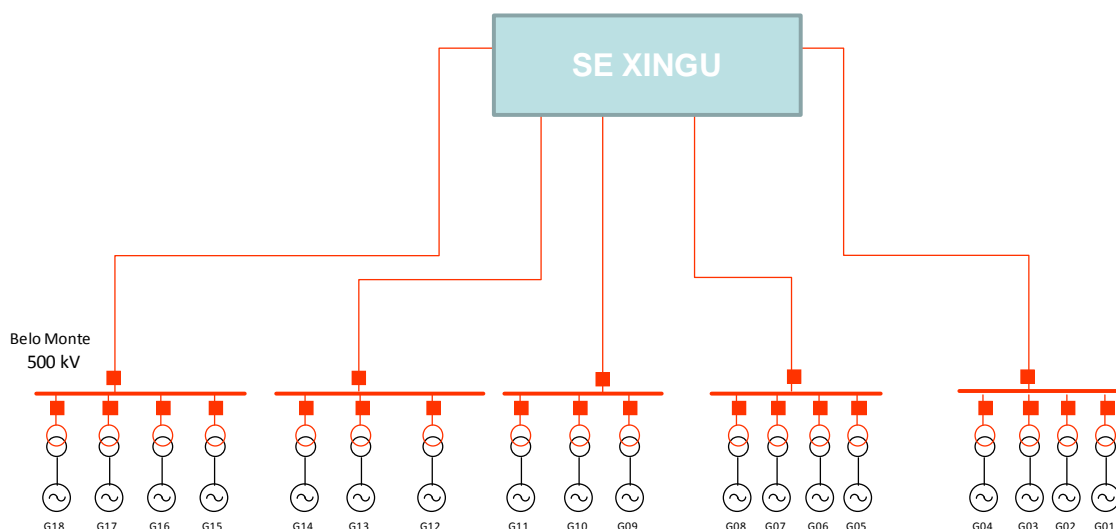 SE XINGU
Belo Monte
500 kV
G18 G17 G16 G15 G14 G13 G12 G11 G10 G09 G08 G07 G06 G05 G04 G03 G02 G01